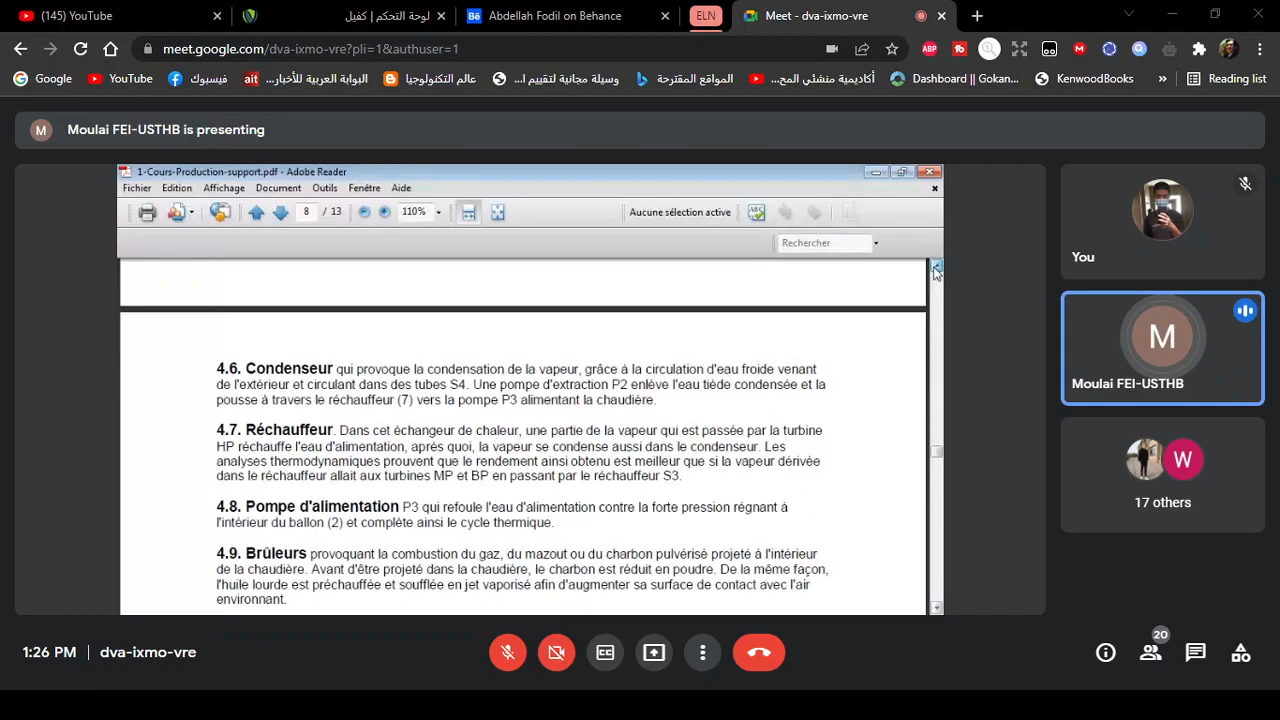 (145) YouTube
لوحة التحكم | كفيل
Abdellah Fodil on Behance
ELN
Meet - dva-ixmo-vre
meet.google.com/dva-ixmo-vre?pli=1&authuser=1
ABP
Google
YouTube
فيسبوك
ait
البوابة العربية للأخبار...
عالم التكنولوجيا
وسيلة مجانية لتقييم ا...
المواقع المقترحة
أكاديمية منشئي المح...
Dashboard || Gokan...
KenwoodBooks
»
Reading list
M
Moulai FEI-USTHB is presenting
1-Cours-Production-support.pdf - Adobe Reader
Fichier Edition Affichage Document Outils Fenêtre Aide
8 / 13 110% Aucune sélection active
Rechercher
4.6. Condenseur qui provoque la condensation de la vapeur, grâce à la circulation d'eau froide venant
de l'extérieur et circulant dans des tubes S4. Une pompe d'extraction P2 enlève l'eau tiède condensée et la
pousse à travers le réchauffeur (7) vers la pompe P3 alimentant la chaudière.
4.7. Réchauffeur. Dans cet échangeur de chaleur, une partie de la vapeur qui est passée par la turbine
HP réchauffe l'eau d'alimentation, après quoi, la vapeur se condense aussi dans le condenseur. Les
analyses thermodynamiques prouvent que le rendement ainsi obtenu est meilleur que si la vapeur dérivée
dans le réchauffeur allait aux turbines MP et BP en passant par le réchauffeur S3.
4.8. Pompe d'alimentation P3 qui refoule l'eau d'alimentation contre la forte pression régnant à
l'intérieur du ballon (2) et complète ainsi le cycle thermique.
4.9. Brûleurs provoquant la combustion du gaz, du mazout ou du charbon pulvérisé projeté à l'intérieur
de la chaudière. Avant d'être projeté dans la chaudière, le charbon est réduit en poudre. De la même façon,
l'huile lourde est préchauffée et soufflée en jet vaporisé afin d'augmenter sa surface de contact avec l'air
environnant.
You
M
Moulai FEI-USTHB
W
17 others
1:26 PM | dva-ixmo-vre
CC
20